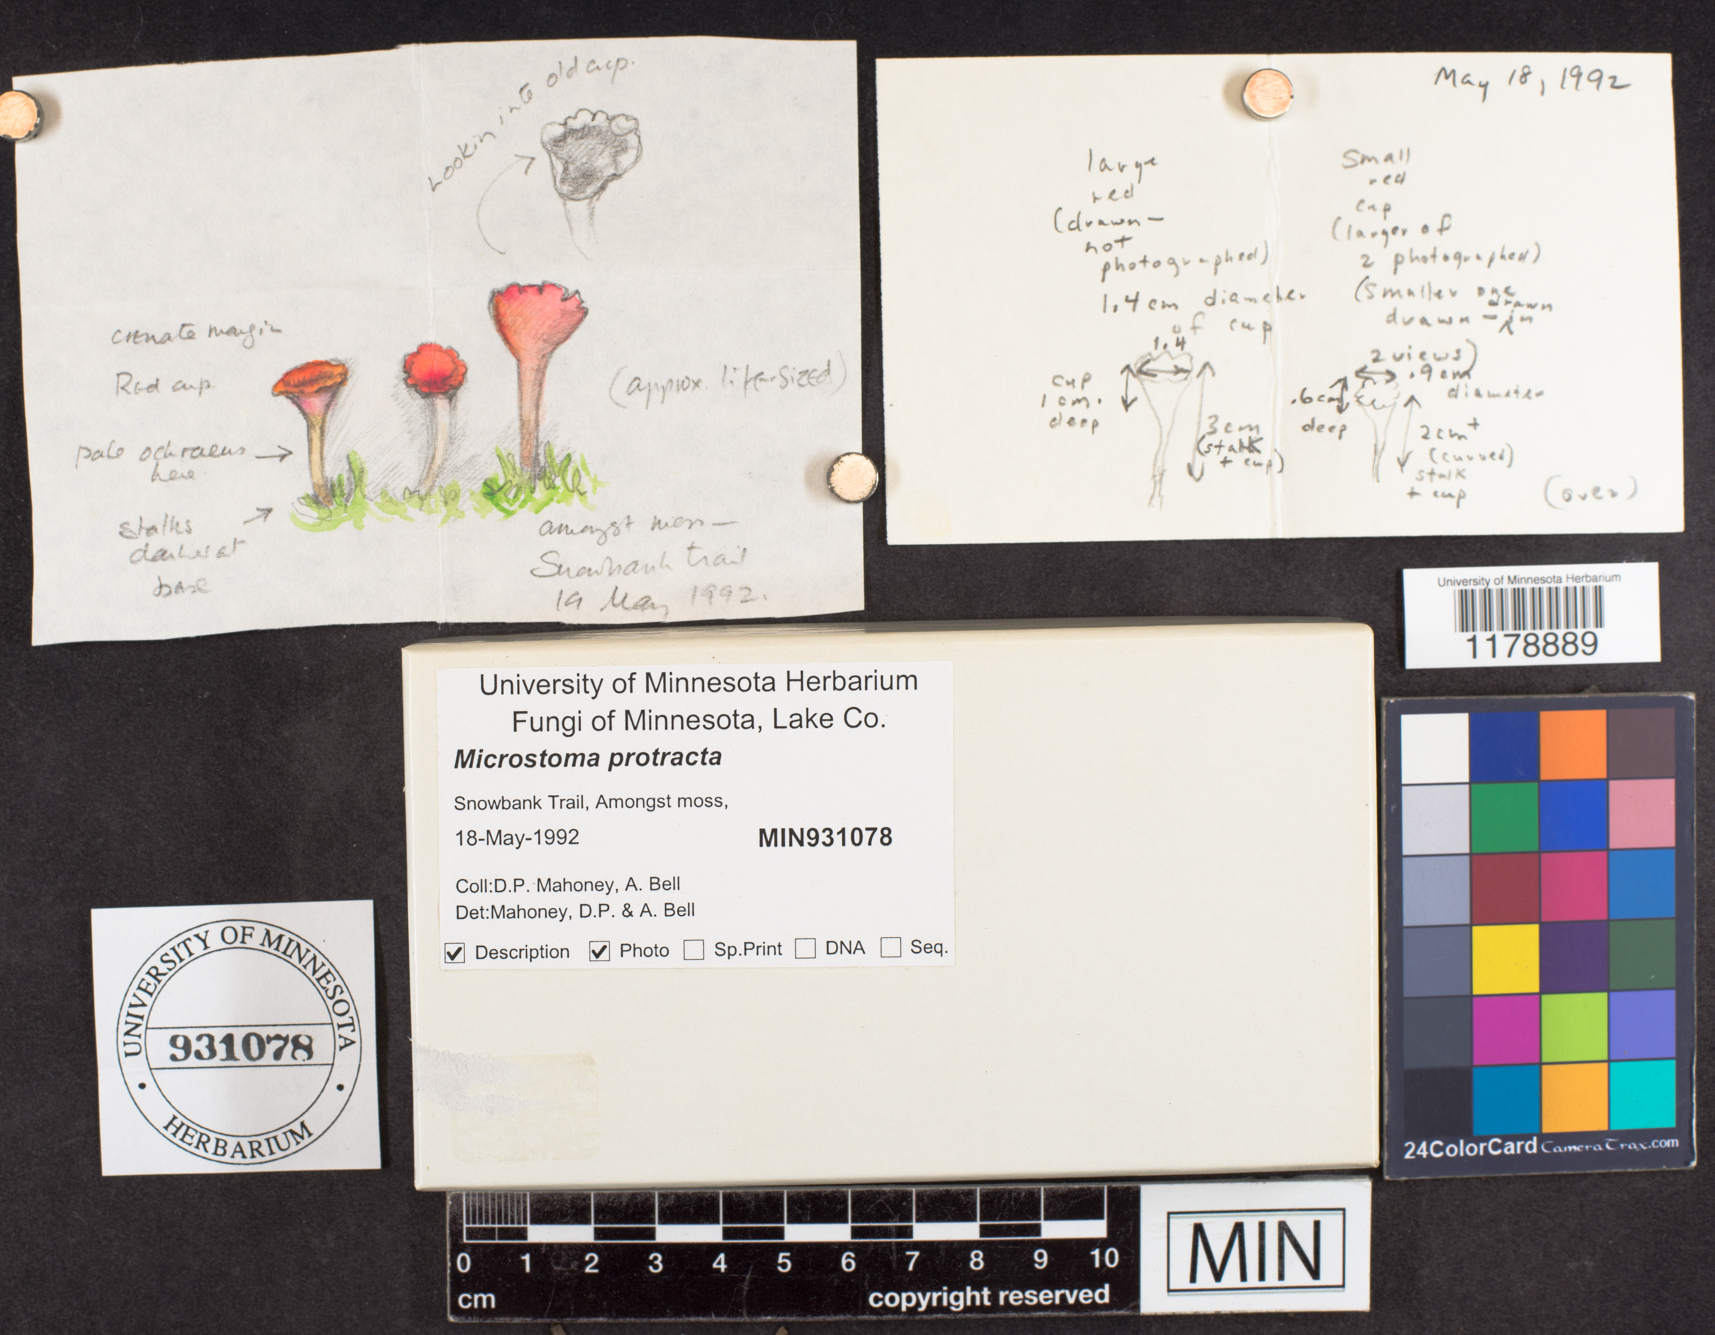 Lookin into old cup.
crenate margin
Red cup.
(approx. life-sized)
pale ochraceus
here.
stalks
darker at
base
amongst moss —
Snowbank trail
19 May 1992.
May 18, 1992
large
red
(drawn—
not
photographed)
1.4 cm diameter
of cup
1.4
cup
1 cm.
deep
3 cm
(stalk
+ cup)
Small
red
cup
(larger of
2 photographed)
(smaller one
drawn
drawn — in
2 views)
.9 cm
diameter
.6 cm
deep
2 cm+
(curved)
stalk
+ cup
(over)
University of Minnesota Herbarium
1178889
University of Minnesota Herbarium
Fungi of Minnesota, Lake Co.
Microstoma protracta
Snowbank Trail, Amongst moss,
18-May-1992 MIN931078
Coll:D.P. Mahoney, A. Bell
Det:Mahoney, D.P. & A. Bell
Description Photo Sp.Print DNA Seq.
UNIVERSITY OF MINNESOTA
931078
HERBARIUM
24ColorCard CameraTrax.com
0 1 2 3 4 5 6 7 8 9 10
cm copyright reserved
MIN